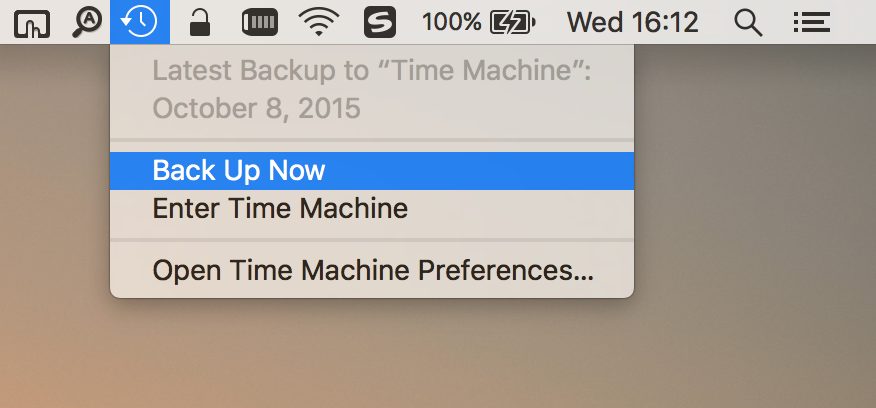 100% Wed 16:12
Latest Backup to “Time Machine”:
October 8, 2015
Back Up Now
Enter Time Machine
Open Time Machine Preferences...